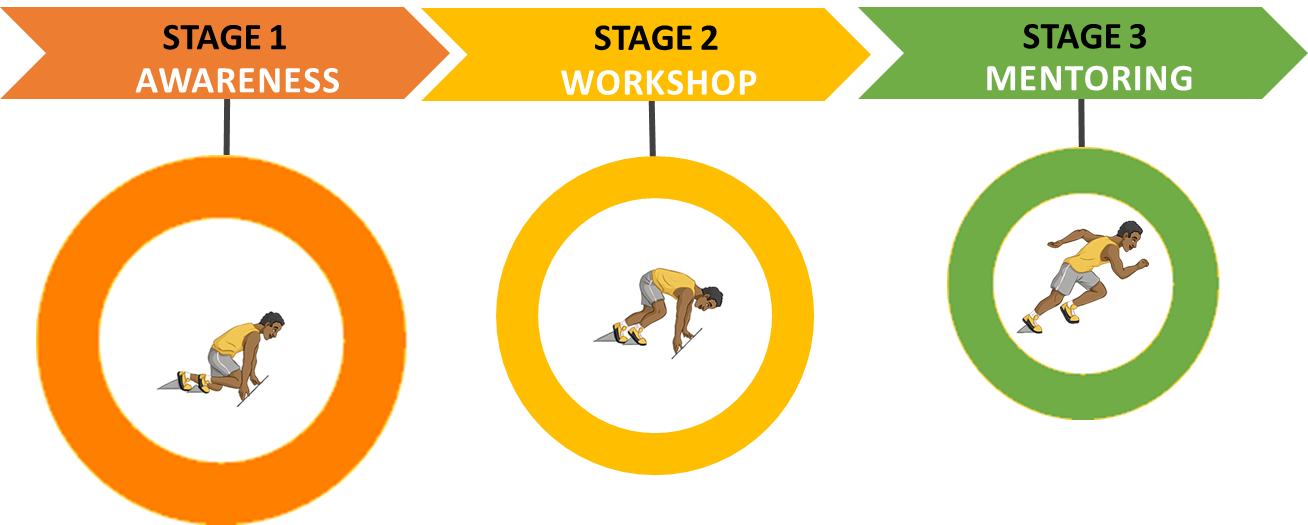 STAGE 1
AWARENESS
STAGE 2
WORKSHOP
STAGE 3
MENTORING